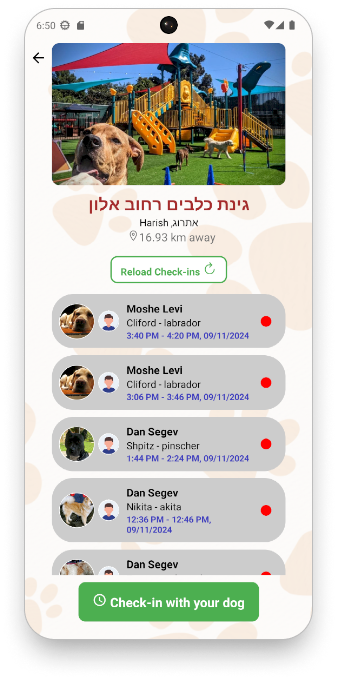 6:50
גינת כלבים רחוב אלון
אתרוג, Harish
16.93 km away
Reload Check-ins
Moshe Levi
Cliford - labrador
3:40 PM - 4:20 PM, 09/11/2024
Moshe Levi
Cliford - labrador
3:06 PM - 3:46 PM, 09/11/2024
Dan Segev
Shpitz - pinscher
1:44 PM - 2:24 PM, 09/11/2024
Dan Segev
Nikita - akita
12:36 PM - 12:46 PM,
09/11/2024
Dan Segev
Check-in with your dog